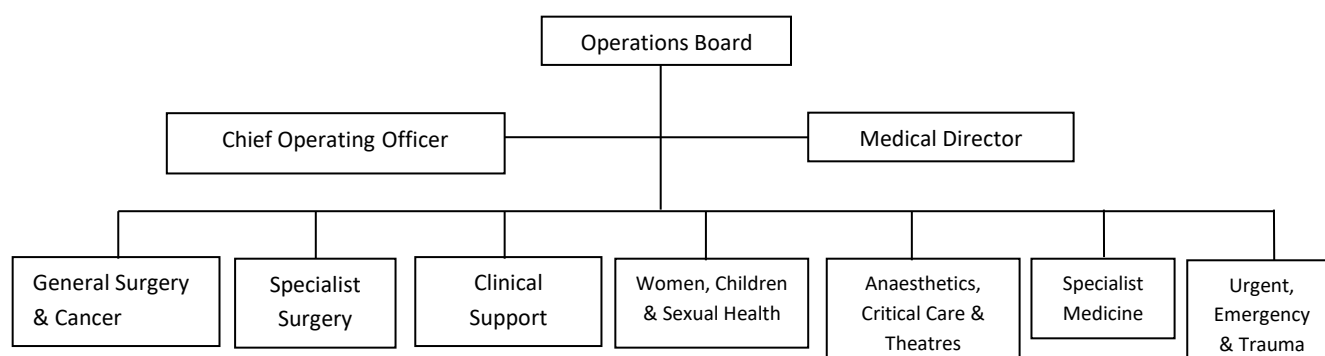 Operations Board
Chief Operating Officer
Medical Director
General Surgery
& Cancer
Specialist
Surgery
Clinical
Support
Women, Children
& Sexual Health
Anaesthetics,
Critical Care &
Theatres
Specialist
Medicine
Urgent,
Emergency
& Trauma